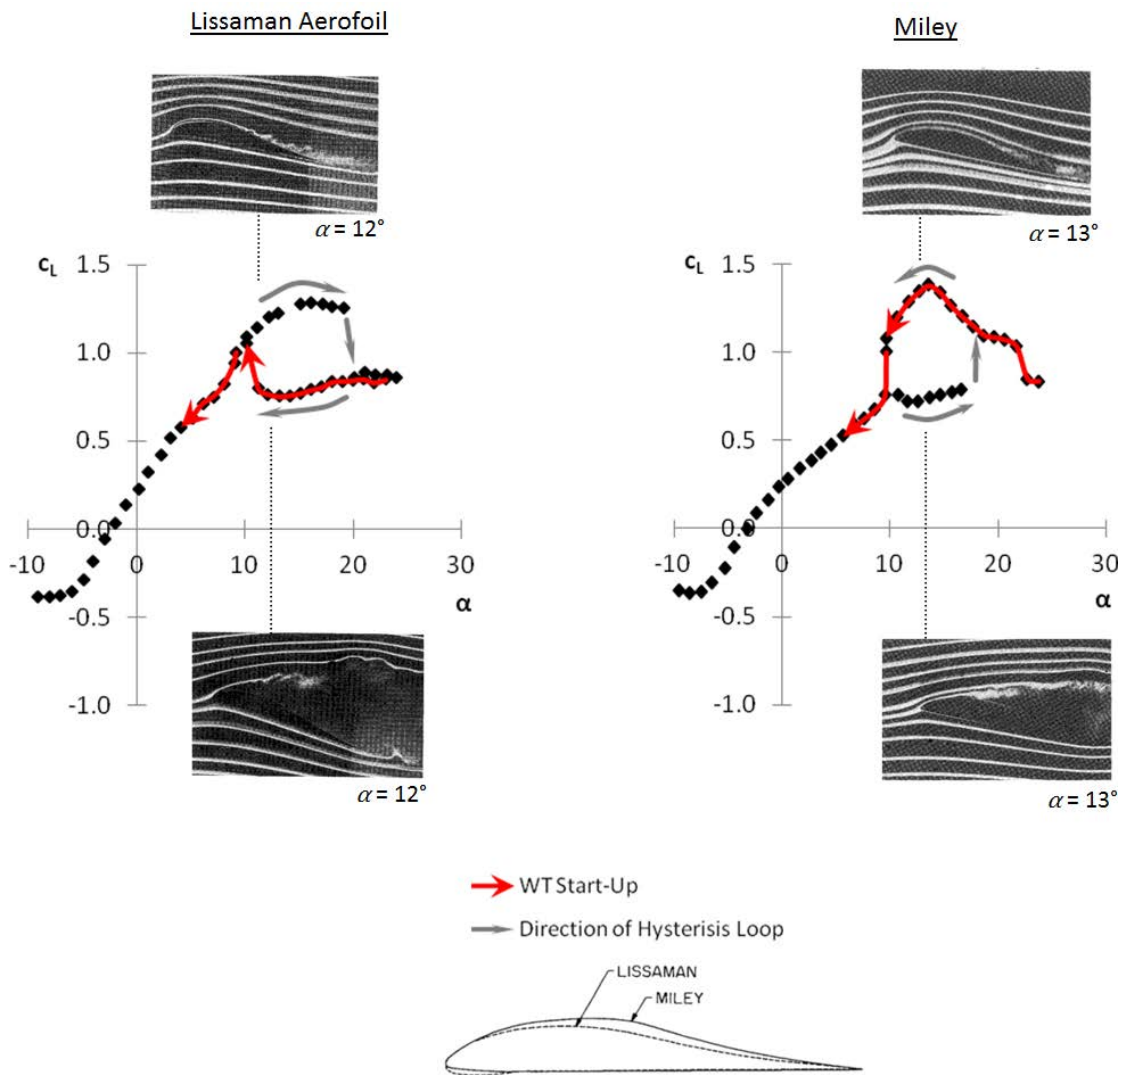 Lissaman Aerofoil
Miley
α = 12°
α = 13°
cL
1.5
1.0
0.5
0.0
-0.5
-1.0
-10
0
10
20
30
α
α = 12°
cL
1.5
1.0
0.5
0.0
-0.5
-1.0
-10
0
10
20
30
α
α = 13°
WT Start-Up
Direction of Hysterisis Loop
LISSAMAN
MILEY